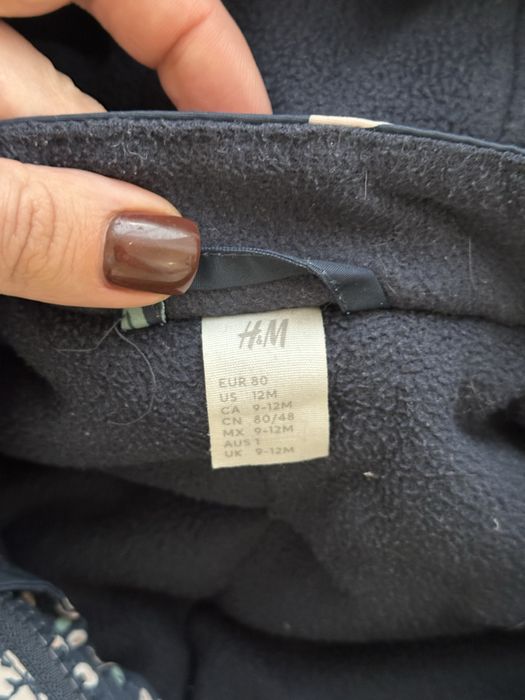 H&M
EUR 80
US 12M
CA 9-12M
CN 80/48
MX 9-12M
AUS 1
UK 9-12M